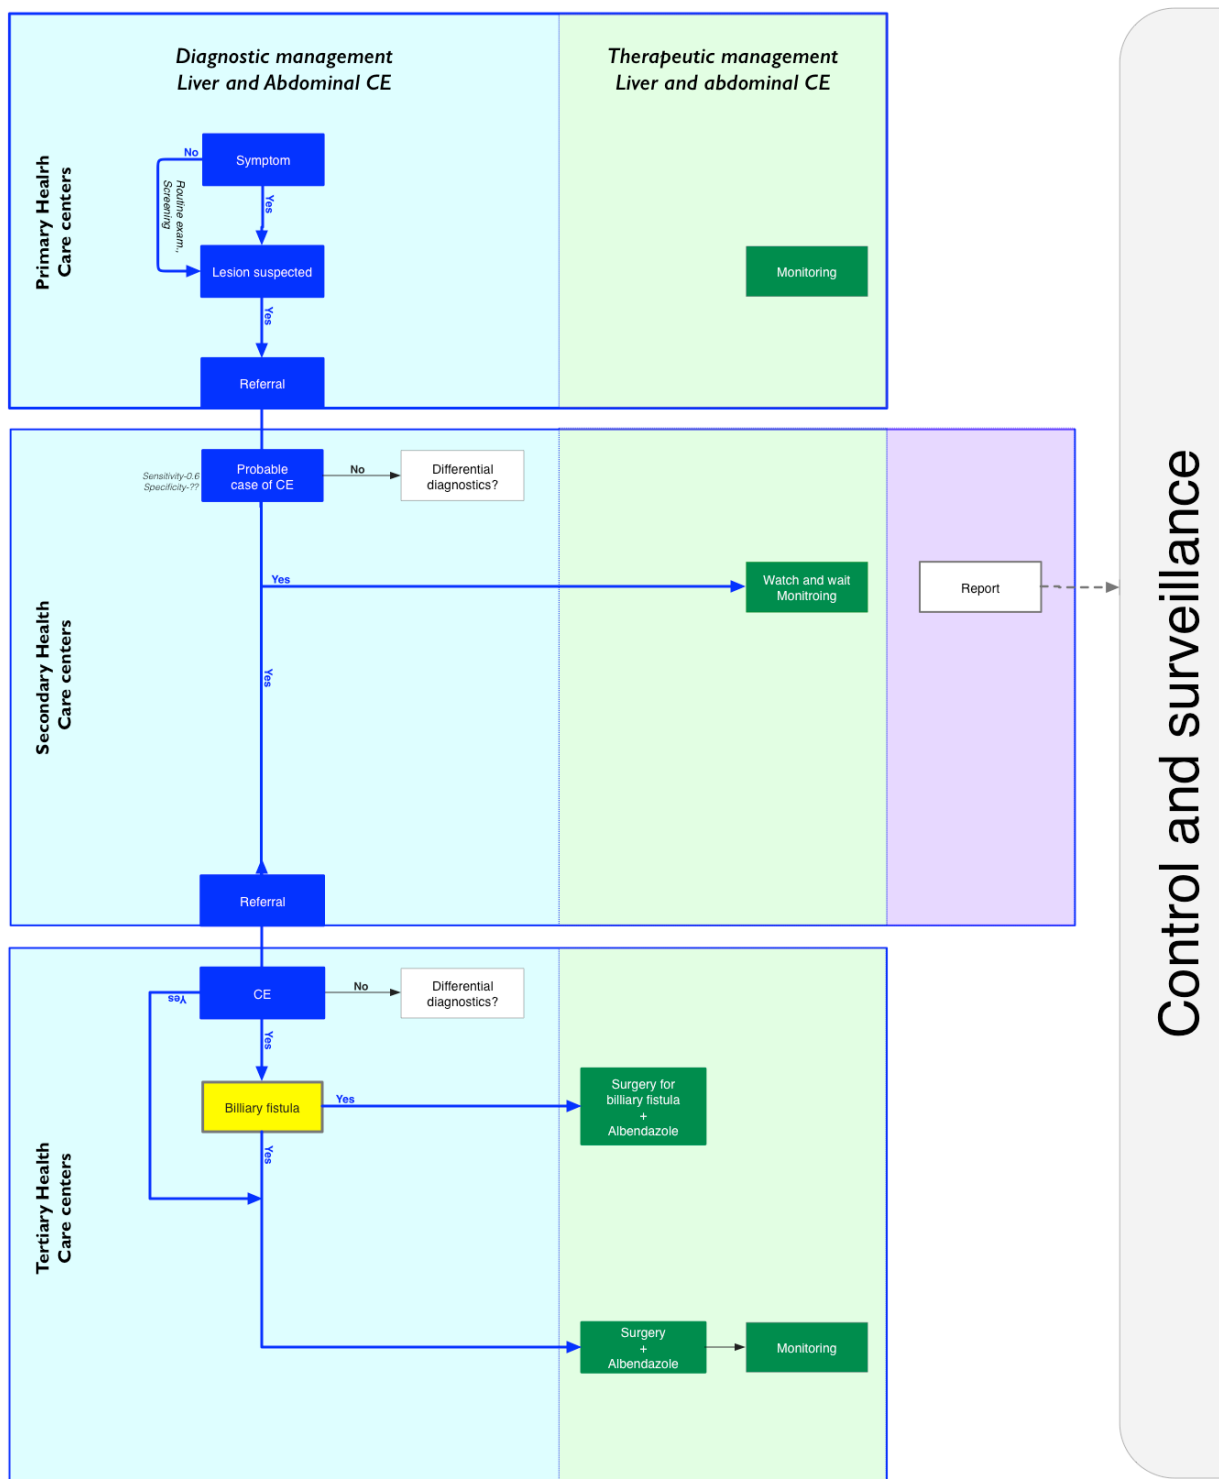 Diagnostic management
Liver and Abdominal CE
Therapeutic management
Liver and abdominal CE
Primary Healrh
Care centers
Symptom
No
Routine exam.,
Screening
Yes
Lesion suspected
Monitoring
Yes
Referral
Secondary Health
Care centers
Sensitivity-0.6
Specificity-??
Probable
case of CE
No
Differential
diagnostics?
Yes
Watch and wait
Monitroing
Report
Yes
Referral
Control and surveillance
Tertiary Health
Care centers
CE
No
Differential
diagnostics?
Yes
Yes
Billiary fistula
Yes
Surgery for
billiary fistula
+
Albendazole
Yes
Surgery
+
Albendazole
Monitoring